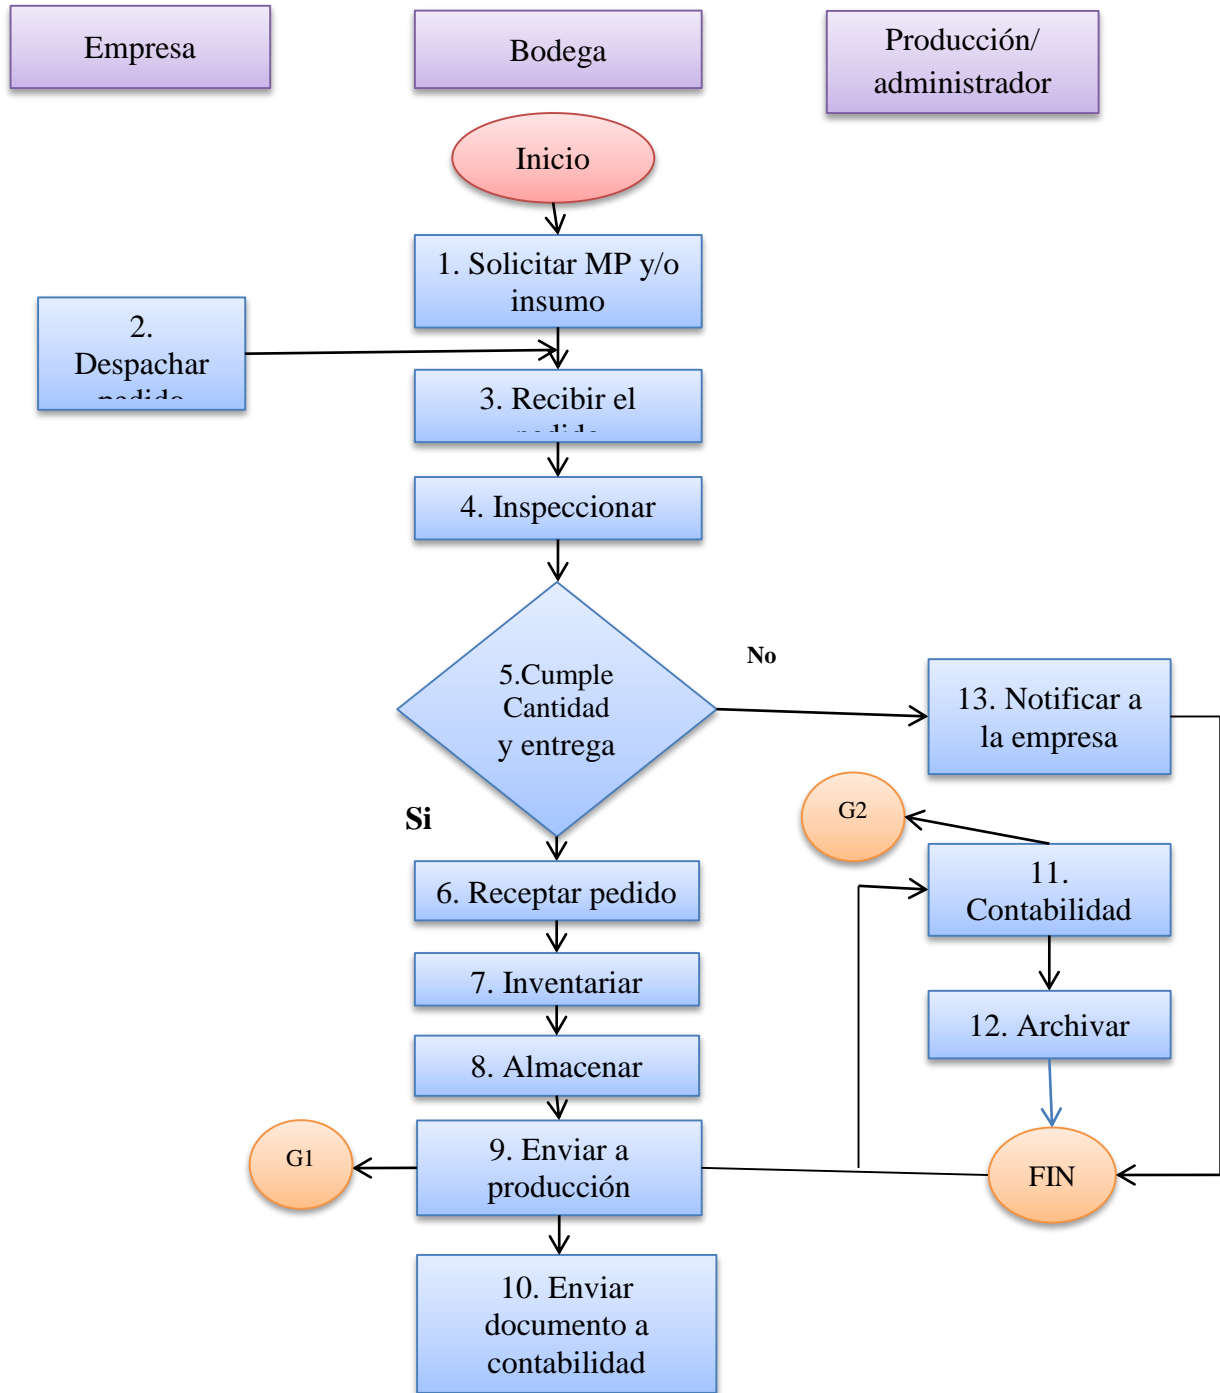 Empresa
Bodega
Producción/
administrador
Inicio
1. Solicitar MP y/o
insumo
2.
Despachar
pedido
3. Recibir el
pedido
4. Inspeccionar
5.Cumple
Cantidad
y entrega
No
13. Notificar a
la empresa
Si
G2
6. Receptar pedido
11.
Contabilidad
7. Inventariar
12. Archivar
8. Almacenar
G1
9. Enviar a
producción
FIN
10. Enviar
documento a
contabilidad